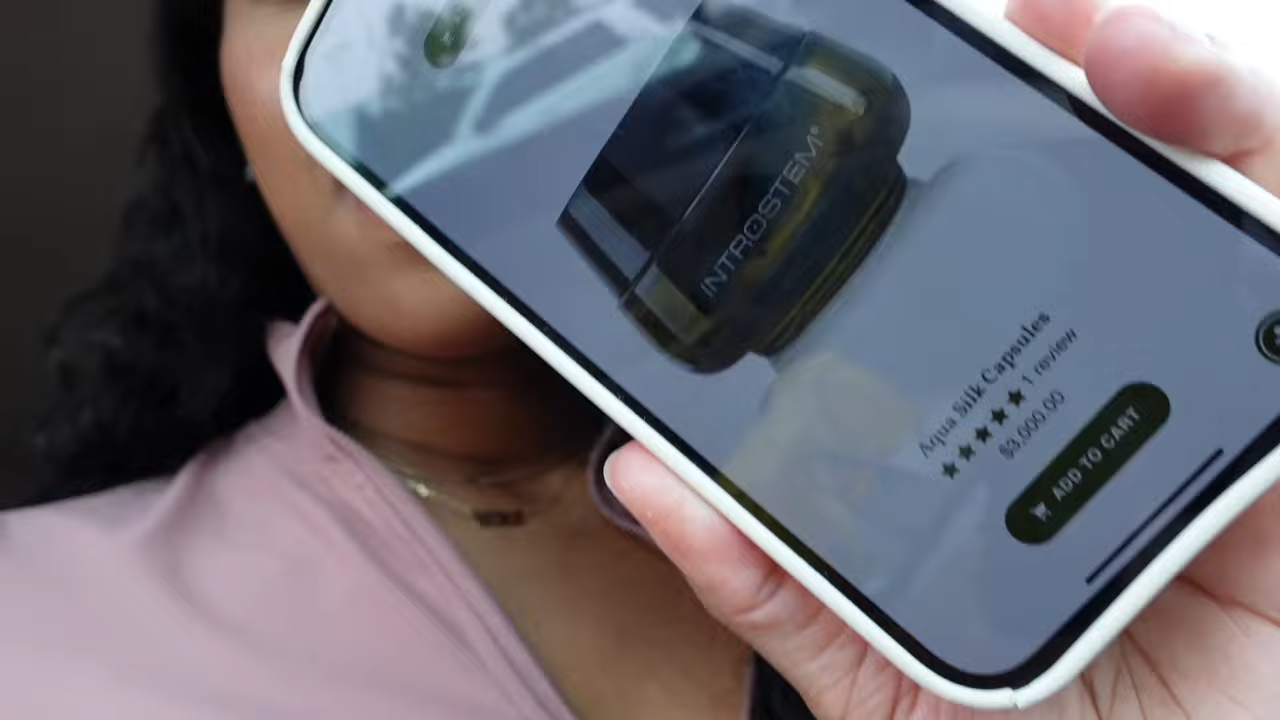 INTROSTEM®
Aqua Silk Capsules
★★★★★ 1 review
$3,000.00
ADD TO CART